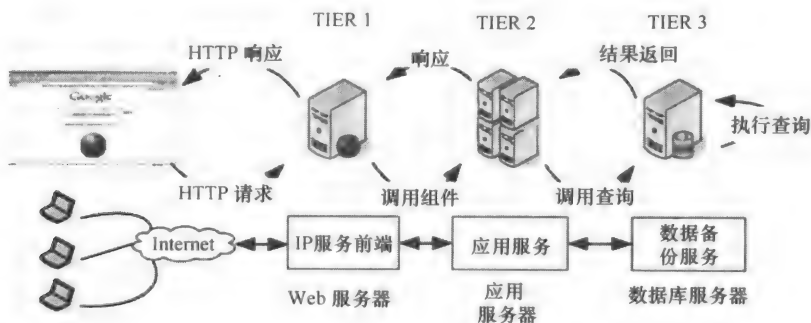 TIER 1
TIER 2
TIER 3
HTTP 响应
响应
结果返回
Google
执行查询
HTTP 请求
调用组件
调用查询
Internet
IP服务前端
应用服务
数据备
份服务
Web 服务器
应用
服务器
数据库服务器